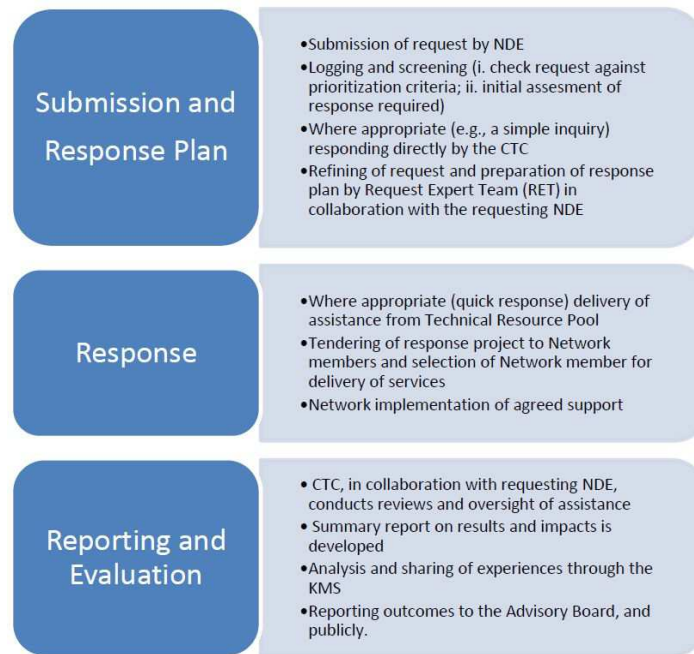 Submission and
Response Plan
•Submission of request by NDE
•Logging and screening (i. check request against
prioritization criteria; ii. initial assesment of
response required)
•Where appropriate (e.g., a simple inquiry)
responding directly by the CTC
•Refining of request and preparation of response
plan by Request Expert Team (RET) in
collaboration with the requesting NDE
Response
•Where appropriate (quick response) delivery of
assistance from Technical Resource Pool
•Tendering of response project to Network
members and selection of Network member for
delivery of services
•Network implementation of agreed support
Reporting and
Evaluation
• CTC, in collaboration with requesting NDE,
conducts reviews and oversight of assistance
• Summary report on results and impacts is
developed
•Analysis and sharing of experiences through the
KMS
•Reporting outcomes to the Advisory Board, and
publicly.